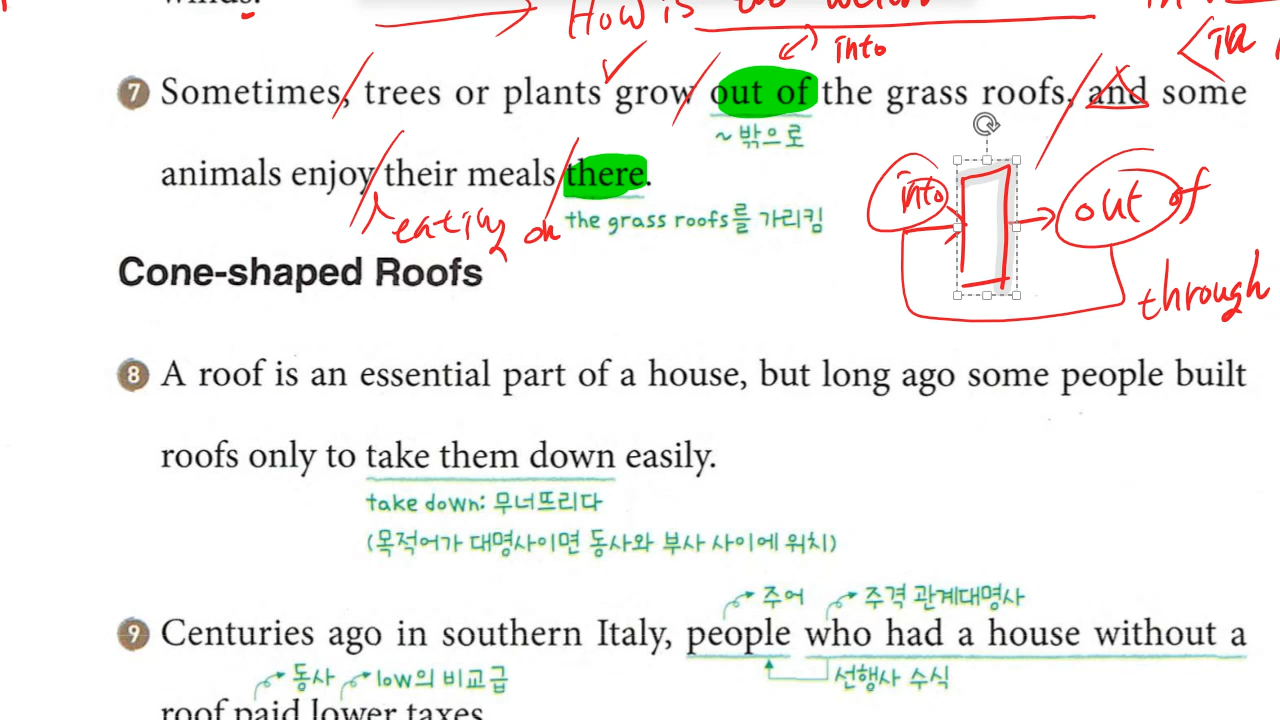 winds.
How is the
into
7 Sometimes, trees or plants grow out of the grass roofs, and some
~밖으로
animals enjoy their meals there.
eating on
the grass roofs를 가리킴
into
out of
through
Cone-shaped Roofs
8 A roof is an essential part of a house, but long ago some people built
roofs only to take them down easily.
take down: 무너뜨리다
(목적어가 대명사이면 동사와 부사 사이에 위치)
주어
주격 관계대명사
9 Centuries ago in southern Italy, people who had a house without a
동사
low의 비교급
선행사 수식
roof paid lower taxes